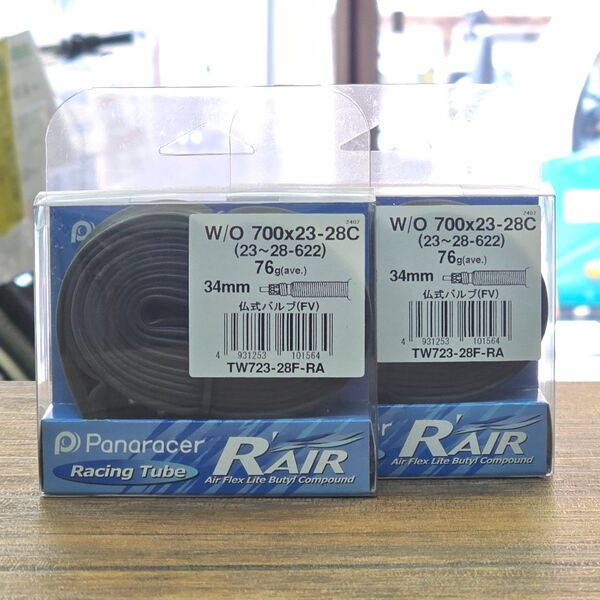 7407
W/O 700x23-28C
(23～28-622)
76g(ave.)
34mm
仏式バルブ(FV)
4 931253 101564
TW723-28F-RA
Panaracer
Racing Tube
R'AIR
Air Flex Lite Butyl Compound
7407
W/O 700x23-28C
(23～28-622)
76g(ave.)
34mm
仏式バルブ(FV)
931253 101564
TW723-28F-RA
R'AIR
Air Flex Lite Butyl Compound